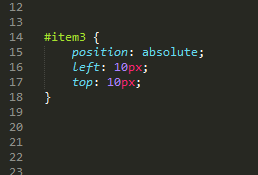 12
13
14 #item3 {
15     position: absolute;
16     left: 10px;
17     top: 10px;
18 }
19
20
21
22
23